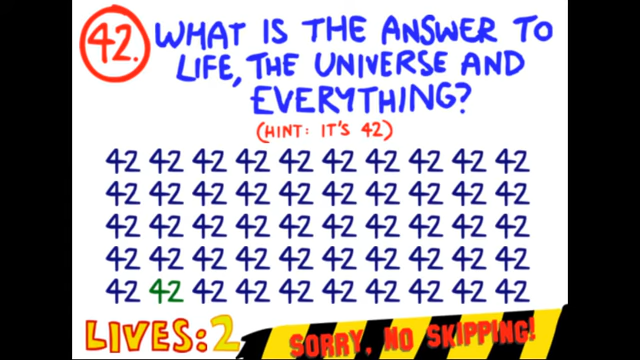 42. WHAT IS THE ANSWER TO
LIFE, THE UNIVERSE AND
EVERYTHING?
(HINT: IT'S 42)
42 42 42 42 42 42 42 42 42 42
42 42 42 42 42 42 42 42 42 42
42 42 42 42 42 42 42 42 42 42
42 42 42 42 42 42 42 42 42 42
42 42 42 42 42 42 42 42 42 42
LIVES: 2 SORRY, NO SKIPPING!